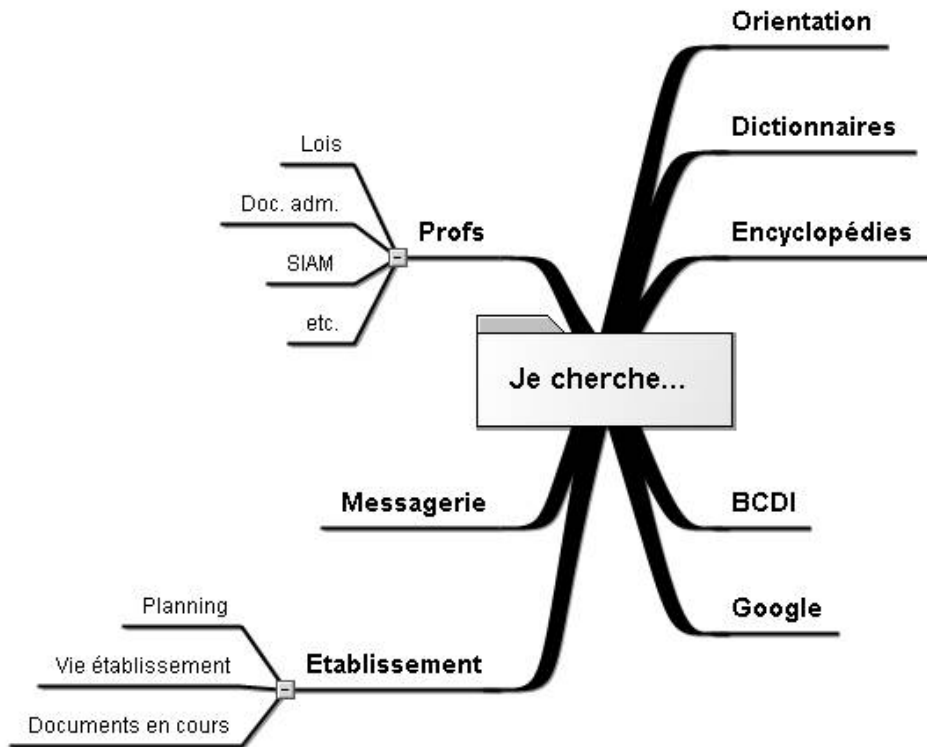 Orientation
Dictionnaires
Encyclopédies
Lois
Doc. adm.
SIAM
etc.
Profs
Je cherche...
Messagerie
BCDI
Google
Planning
Vie établissement
Documents en cours
Etablissement